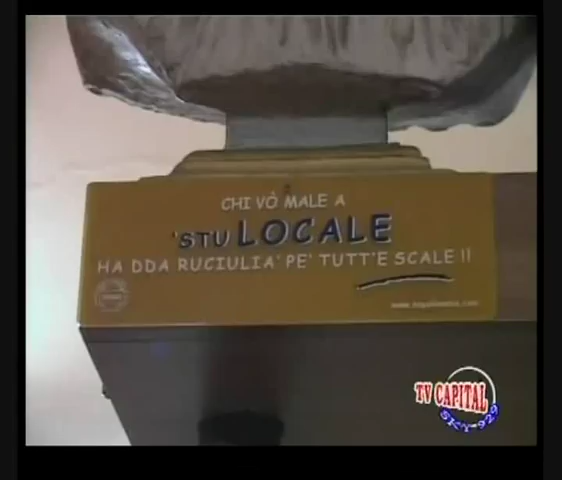 CHI VÒ MALE A
'STU LOCALE
HA DDA RUCIULIA' PE' TUTT'E SCALE !!
TV CAPITAL
SKY 929